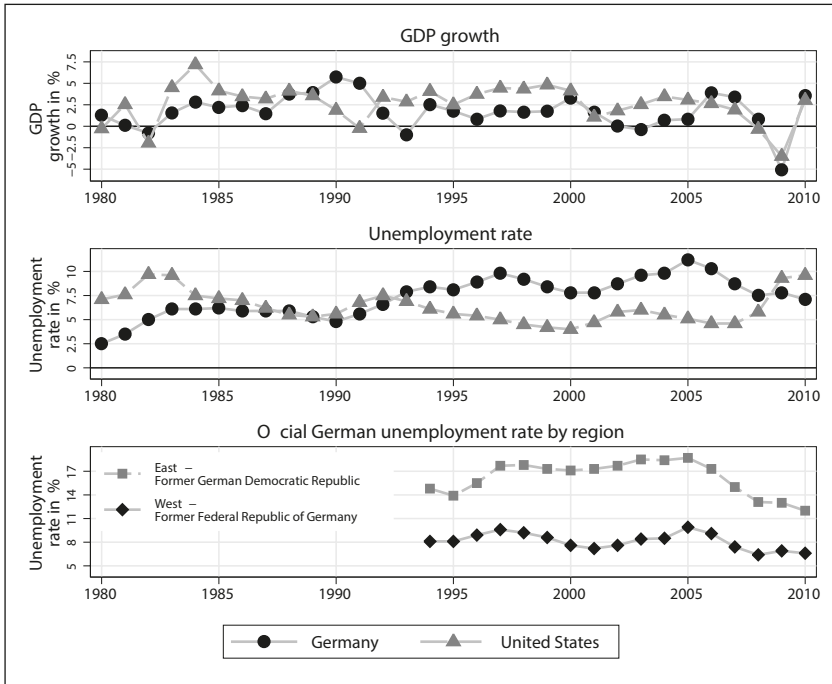 GDP growth
GDP
growth in %
7.5
5
2.5
0
−2.5
−5
1980 1985 1990 1995 2000 2005 2010
Unemployment rate
Unemployment
rate in %
10
7.5
5
2.5
0
1980 1985 1990 1995 2000 2005 2010
O cial German unemployment rate by region
Unemployment
rate in %
17
14
11
8
5
East –
Former German Democratic Republic
West –
Former Federal Republic of Germany
1980 1985 1990 1995 2000 2005 2010
Germany United States